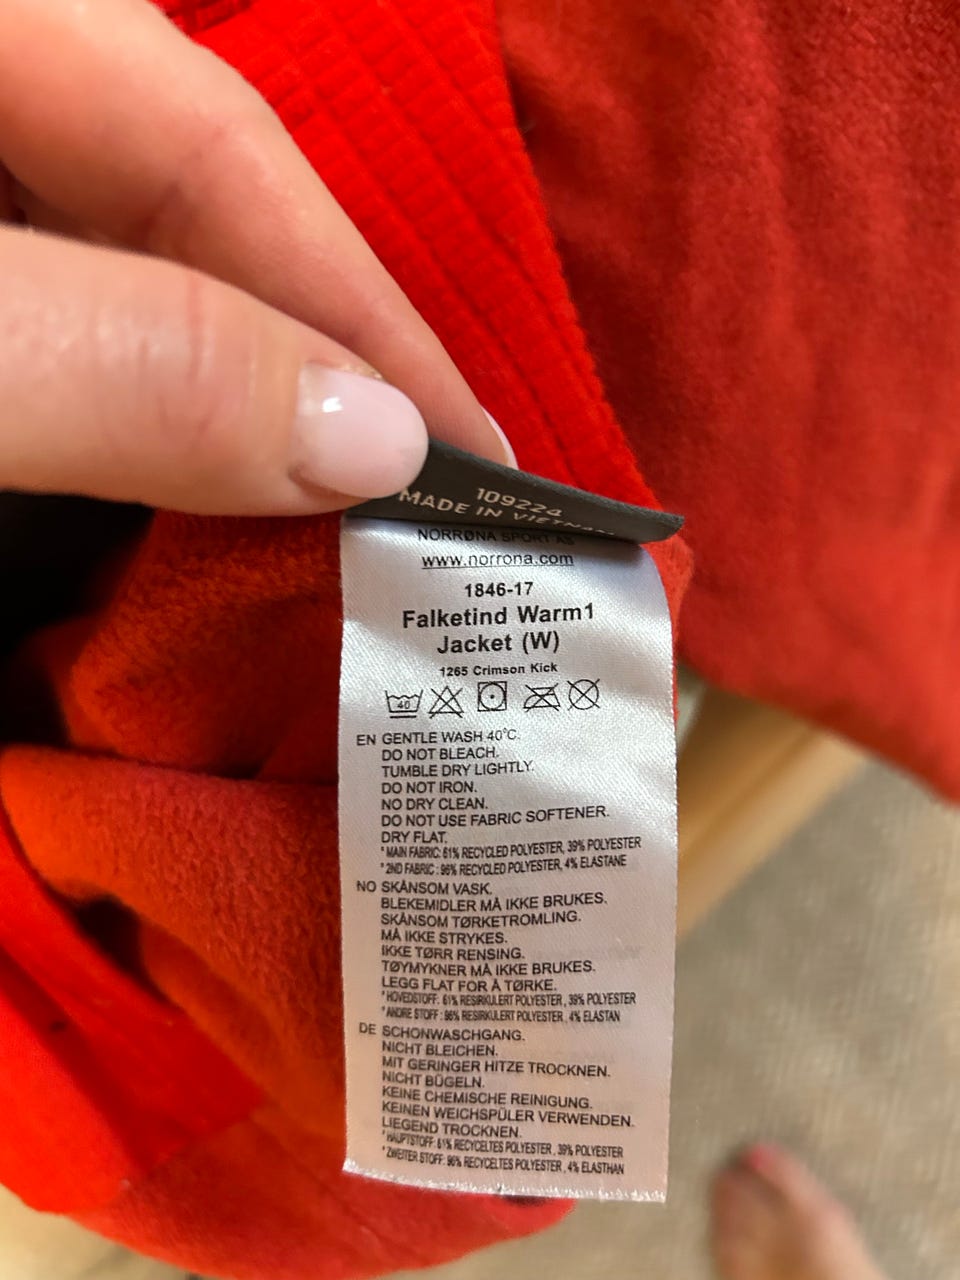 109224
MADE IN
NORRØNA SPORT AS
www.norrona.com
1846-17
Falketind Warm1
Jacket (W)
1265 Crimson Kick
40
EN GENTLE WASH 40°C.
DO NOT BLEACH.
TUMBLE DRY LIGHTLY.
DO NOT IRON.
NO DRY CLEAN.
DO NOT USE FABRIC SOFTENER.
DRY FLAT.
* MAIN FABRIC: 61% RECYCLED POLYESTER, 39% POLYESTER
* 2ND FABRIC : 96% RECYCLED POLYESTER, 4% ELASTANE
NO SKÅNSOM VASK.
BLEKEMIDLER MÅ IKKE BRUKES.
SKÅNSOM TØRKETROMLING.
MÅ IKKE STRYKES.
IKKE TØRR RENSING.
TØYMYKNER MÅ IKKE BRUKES.
LEGG FLAT FOR Å TØRKE.
* HOVEDSTOFF: 61% RESIRKULERT POLYESTER , 39% POLYESTER
* ANDRE STOFF : 96% RESIRKULERT POLYESTER , 4% ELASTAN
DE SCHONWASCHGANG.
NICHT BLEICHEN.
MIT GERINGER HITZE TROCKNEN.
NICHT BÜGELN.
KEINE CHEMISCHE REINIGUNG.
KEINEN WEICHSPÜLER VERWENDEN.
LIEGEND TROCKNEN.
* HAUPTSTOFF: 61% RECYCELTES POLYESTER , 39% POLYESTER
* ZWEITER STOFF: 96% RECYCELTES POLYESTER , 4% ELASTHAN